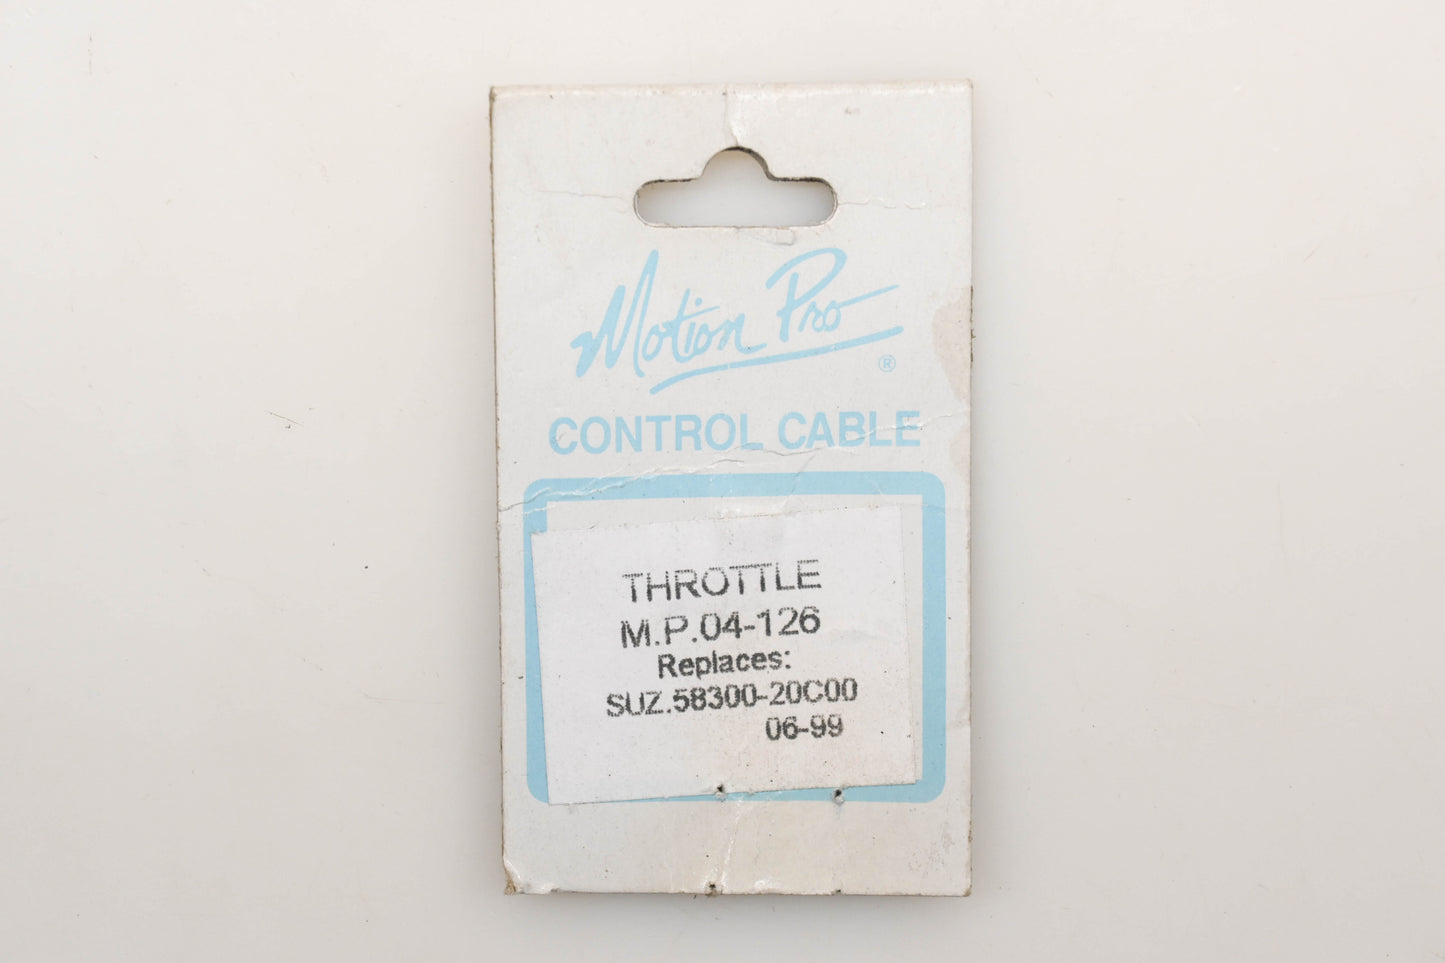 Motion Pro ®
CONTROL CABLE
THROTTLE
M.P.04-126
Replaces:
SUZ.58300-20C00
06-99